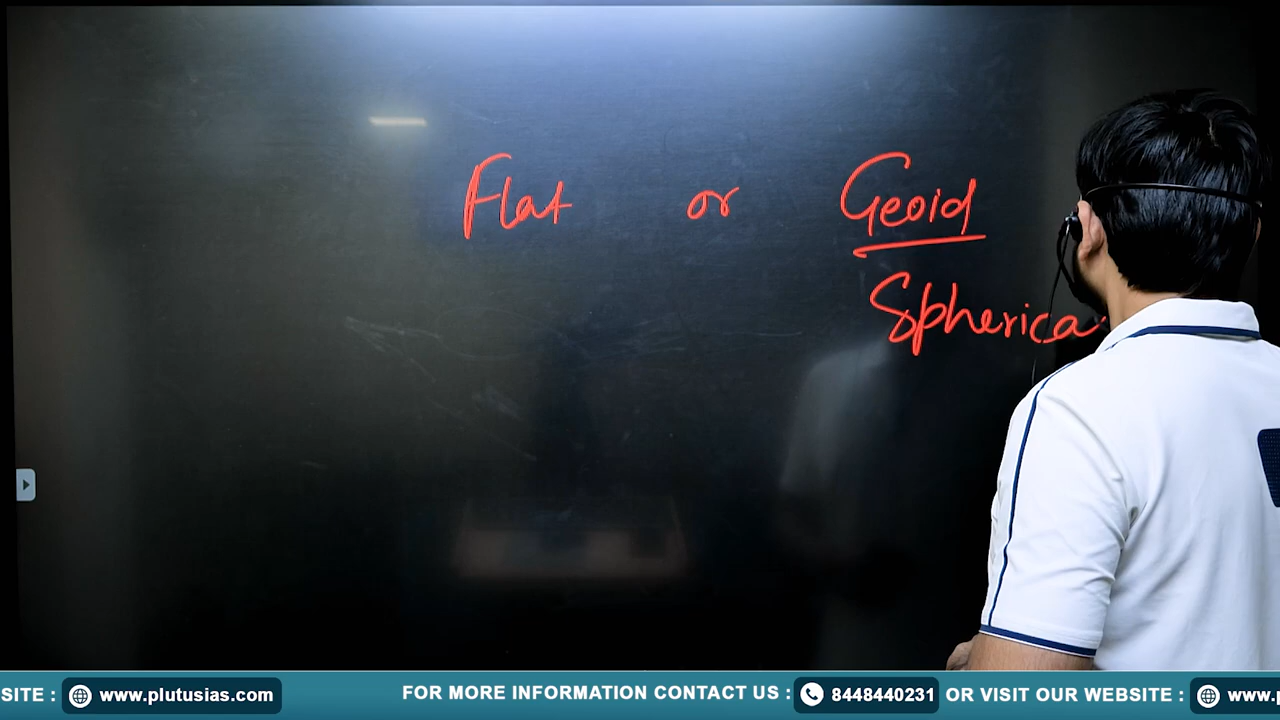 Flat or Geoid
Spherica
SITE : www.plutusias.com FOR MORE INFORMATION CONTACT US : 8448440231 OR VISIT OUR WEBSITE : www.p